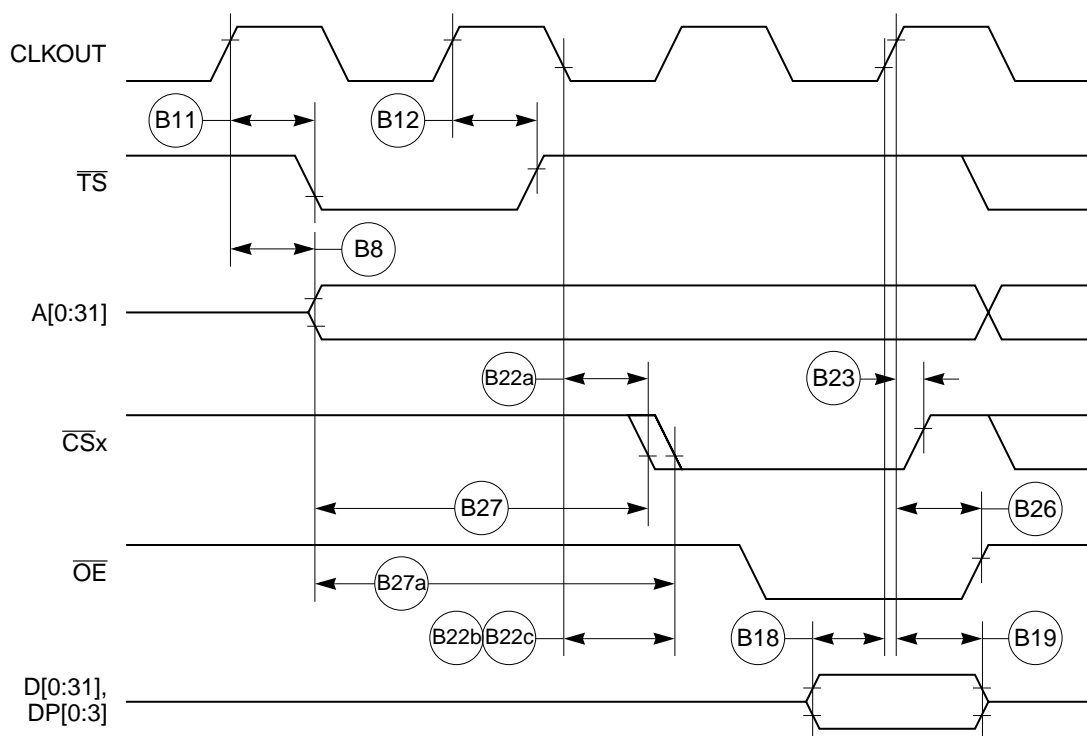 CLKOUT
B11
B12
TS
B8
A[0:31]
B22a
B23
CSx
B27
B26
OE
B27a
B22b
B22c
B18
B19
D[0:31],
DP[0:3]